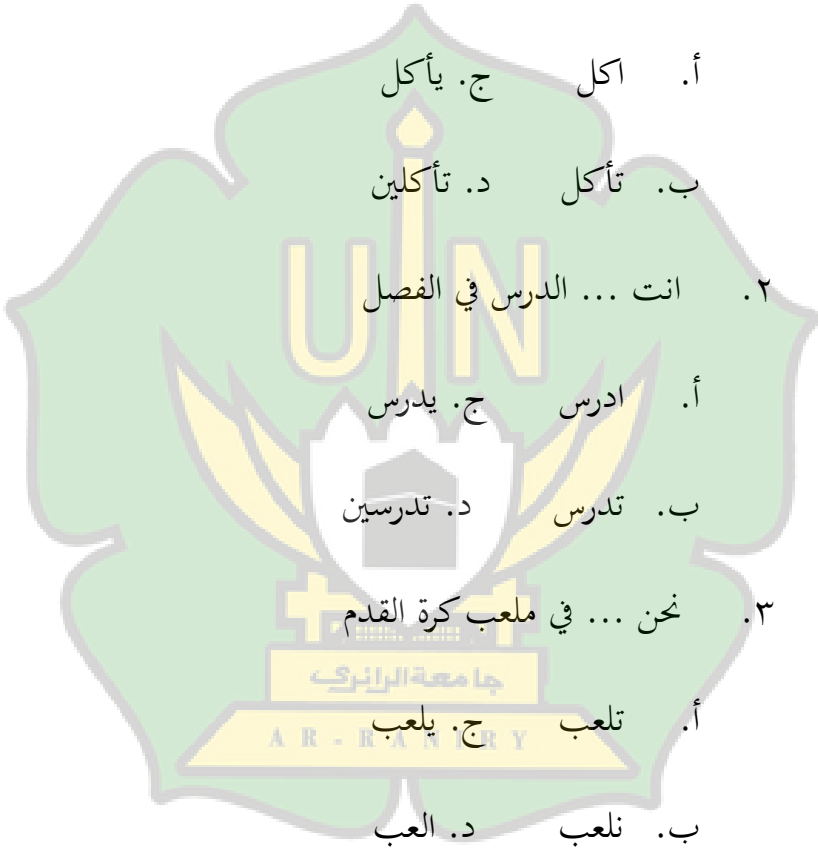 أ. اكل ج. يأكل
ب. تأكل د. تأكلين
٢. انت ... الدرس في الفصل
أ. ادرس ج. يدرس
ب. تدرس د. تدرسين
٣. نحن ... في ملعب كرة القدم
أ. تلعب ج. يلعب
ب. نلعب د. العب
UIN
جامعة الرانري
AR-RANIRY